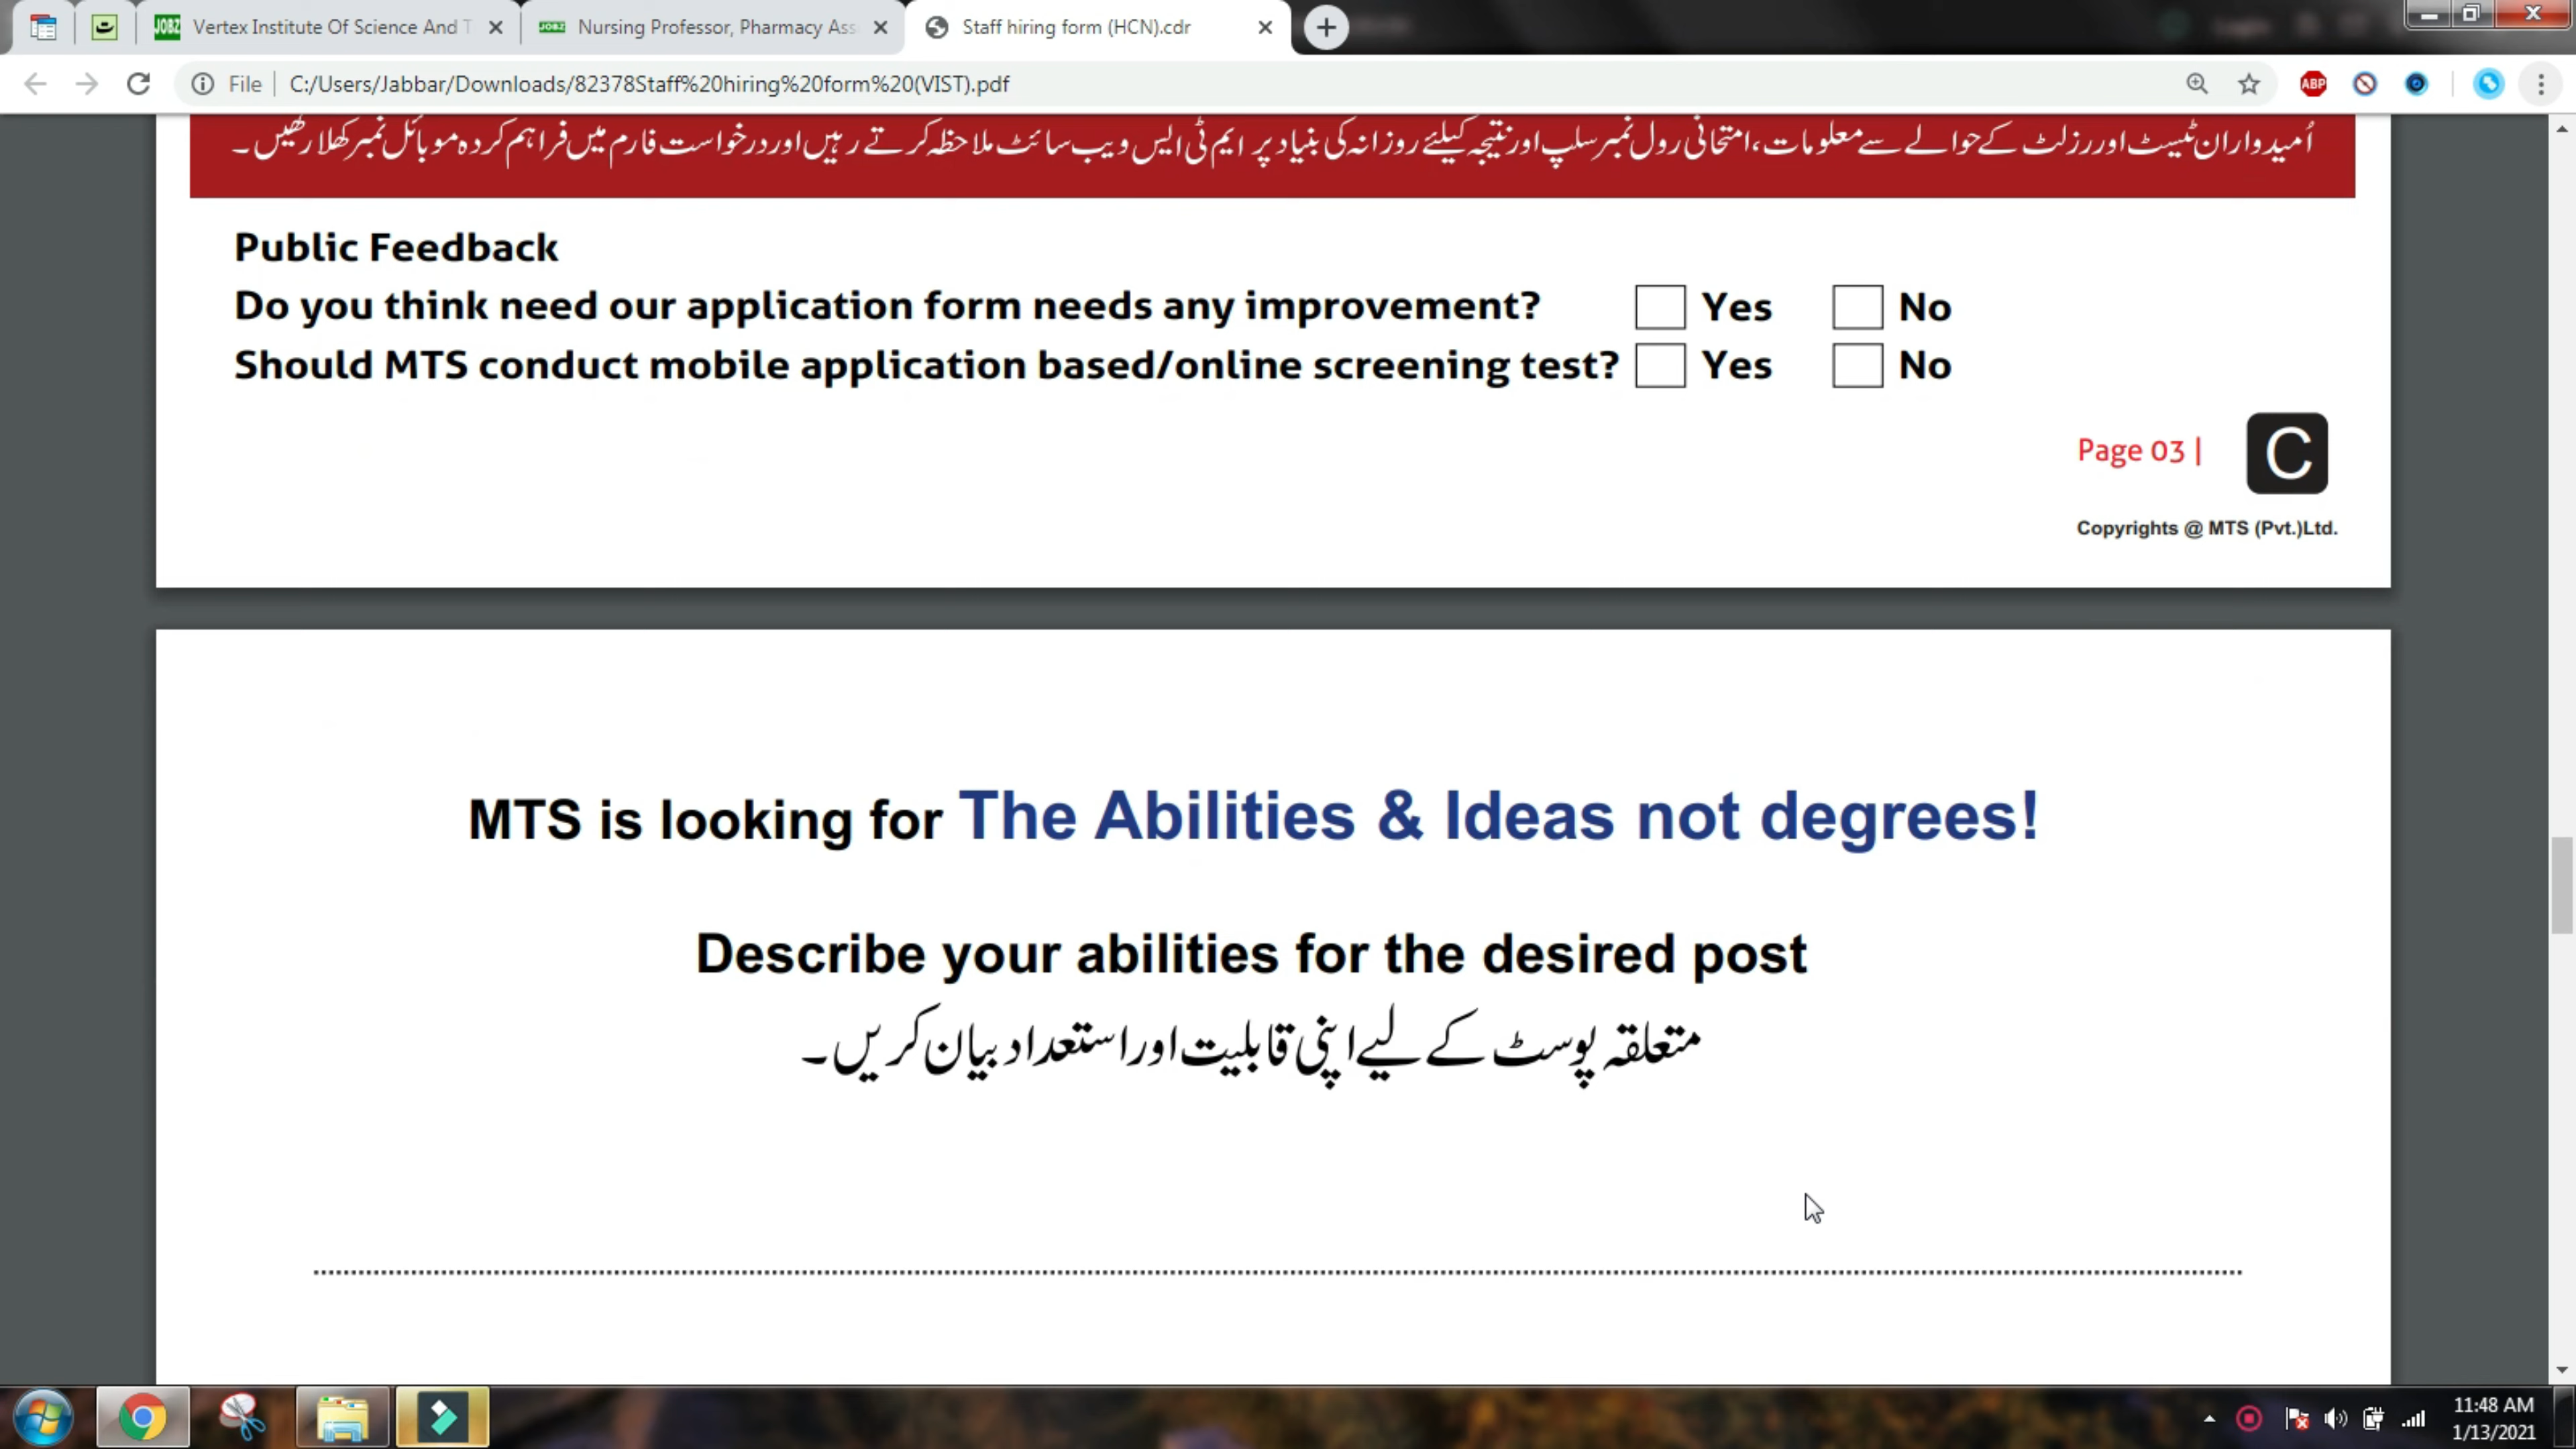 Vertex Institute Of Science And T
Nursing Professor, Pharmacy Ass
Staff hiring form (HCN).cdr
File
C:/Users/Jabbar/Downloads/82378Staff%20hiring%20form%20(VIST).pdf
ABP
اُمیدواران ٹیسٹ اور رزلٹ کے حوالے سے معلومات، امتحانی رول نمبر سلپ اور نتیجہ کیلئے روزانہ کی بنیاد پر ایم ٹی ایس ویب سائٹ ملاحظہ کرتے رہیں اور درخواست فارم میں فراہم کردہ موبائل نمبر کھلا رکھیں۔
Public Feedback
Do you think need our application form needs any improvement? Yes No
Should MTS conduct mobile application based/online screening test? Yes No
Page 03 | C
Copyrights @ MTS (Pvt.)Ltd.
MTS is looking for The Abilities & Ideas not degrees!
Describe your abilities for the desired post
متعلقہ پوسٹ کے لیے اپنی قابلیت اور استعداد بیان کریں۔
11:48 AM
1/13/2021